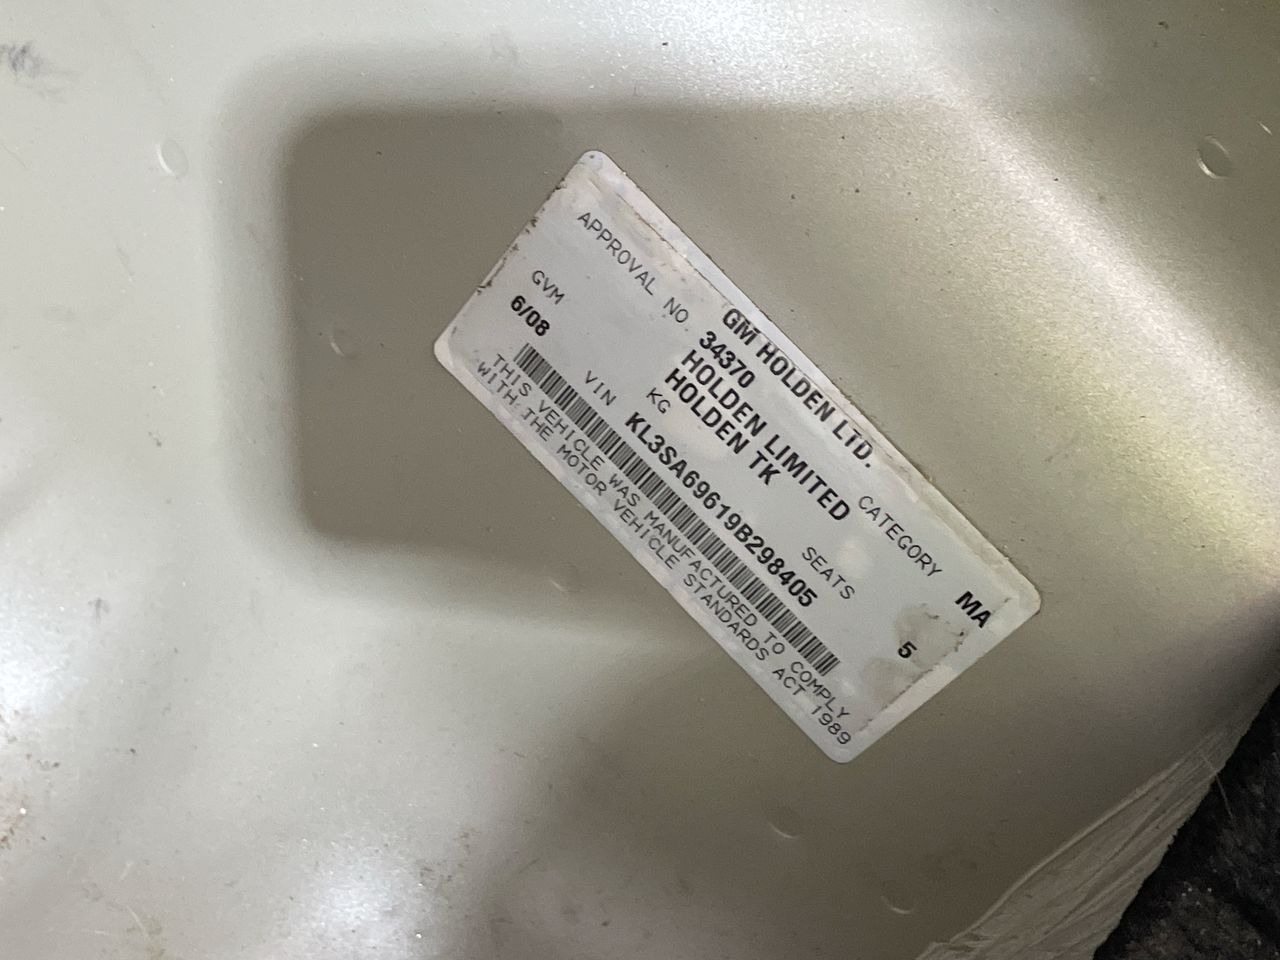 GM HOLDEN LTD.
APPROVAL NO. 34370 CATEGORY MA
HOLDEN LIMITED
HOLDEN TK
GVM KG SEATS 5
6/08
VIN KL3SA69619B298405
THIS VEHICLE WAS MANUFACTURED TO COMPLY
WITH THE MOTOR VEHICLE STANDARDS ACT 1989